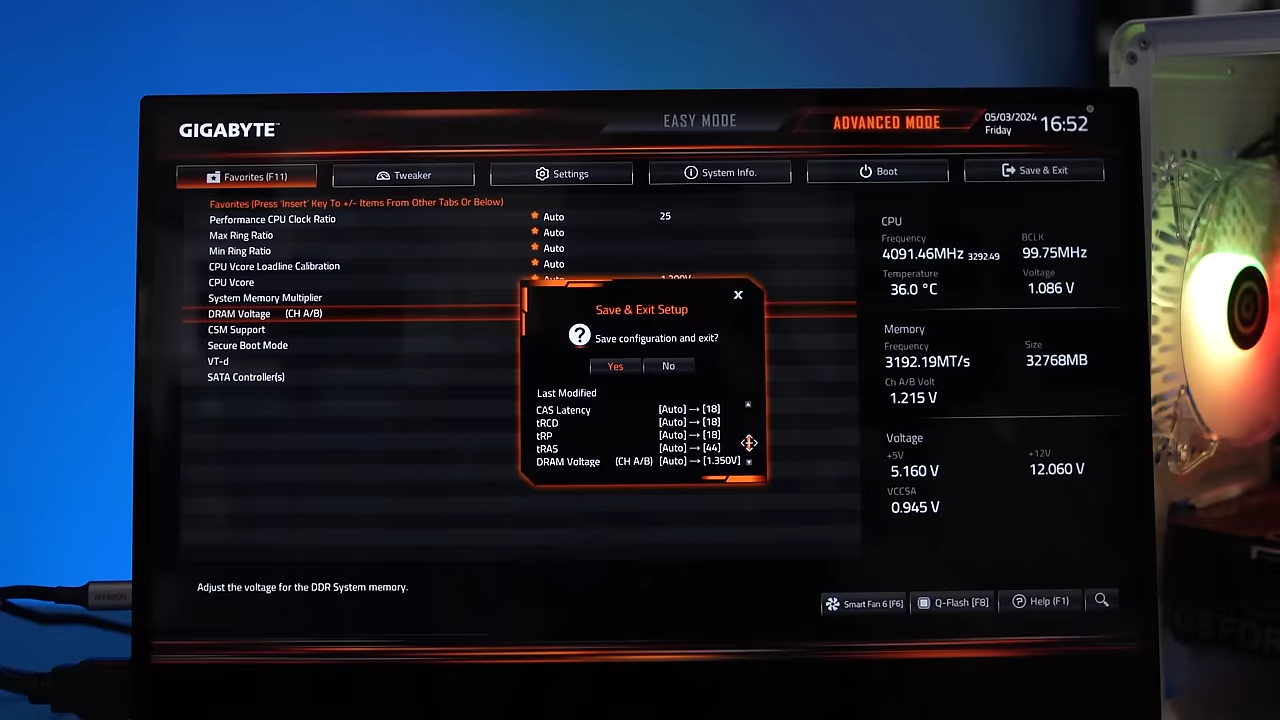 GIGABYTE™
EASY MODE
ADVANCED MODE
05/03/2024
Friday
16:52
Favorites (F11)
Tweaker
Settings
System Info.
Boot
Save & Exit
Favorites (Press 'Insert' Key To +/- Items From Other Tabs Or Below)
Performance CPU Clock Ratio Auto 25
Max Ring Ratio Auto
Min Ring Ratio Auto
CPU Vcore Loadline Calibration Auto
CPU Vcore Auto 1.200V
System Memory Multiplier
DRAM Voltage (CH A/B)
CSM Support
Secure Boot Mode
VT-d
SATA Controller(s)
Save & Exit Setup
Save configuration and exit?
Yes No
Last Modified
CAS Latency [Auto]→[18]
tRCD [Auto]→[18]
tRP [Auto]→[18]
tRAS [Auto]→[44]
DRAM Voltage (CH A/B) [Auto]→[1.350V]
CPU
Frequency BCLK
4091.46MHz 3292.49 99.75MHz
Temperature Voltage
36.0 °C 1.086 V
Memory
Frequency Size
3192.19MT/s 32768MB
Ch A/B Volt
1.215 V
Voltage
+5V +12V
5.160 V 12.060 V
VCCSA
0.945 V
Adjust the voltage for the DDR System memory.
Smart Fan 6 [F6]
Q-Flash [F8]
Help (F1)